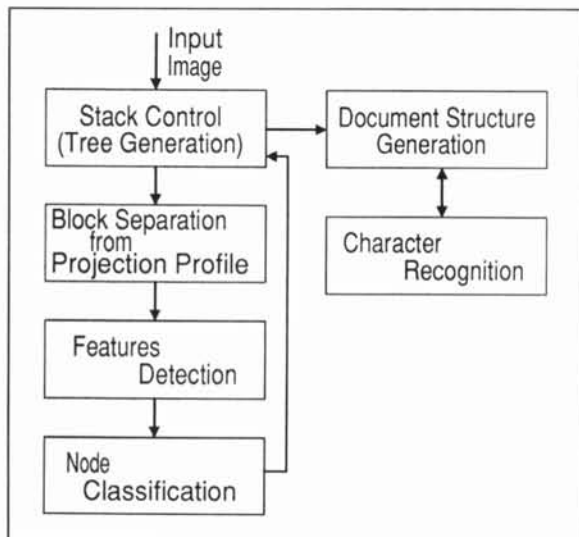 Input
Image
Stack Control
(Tree Generation)
Document Structure
Generation
Block Separation
from
Projection Profile
Character
Recognition
Features
Detection
Node
Classification